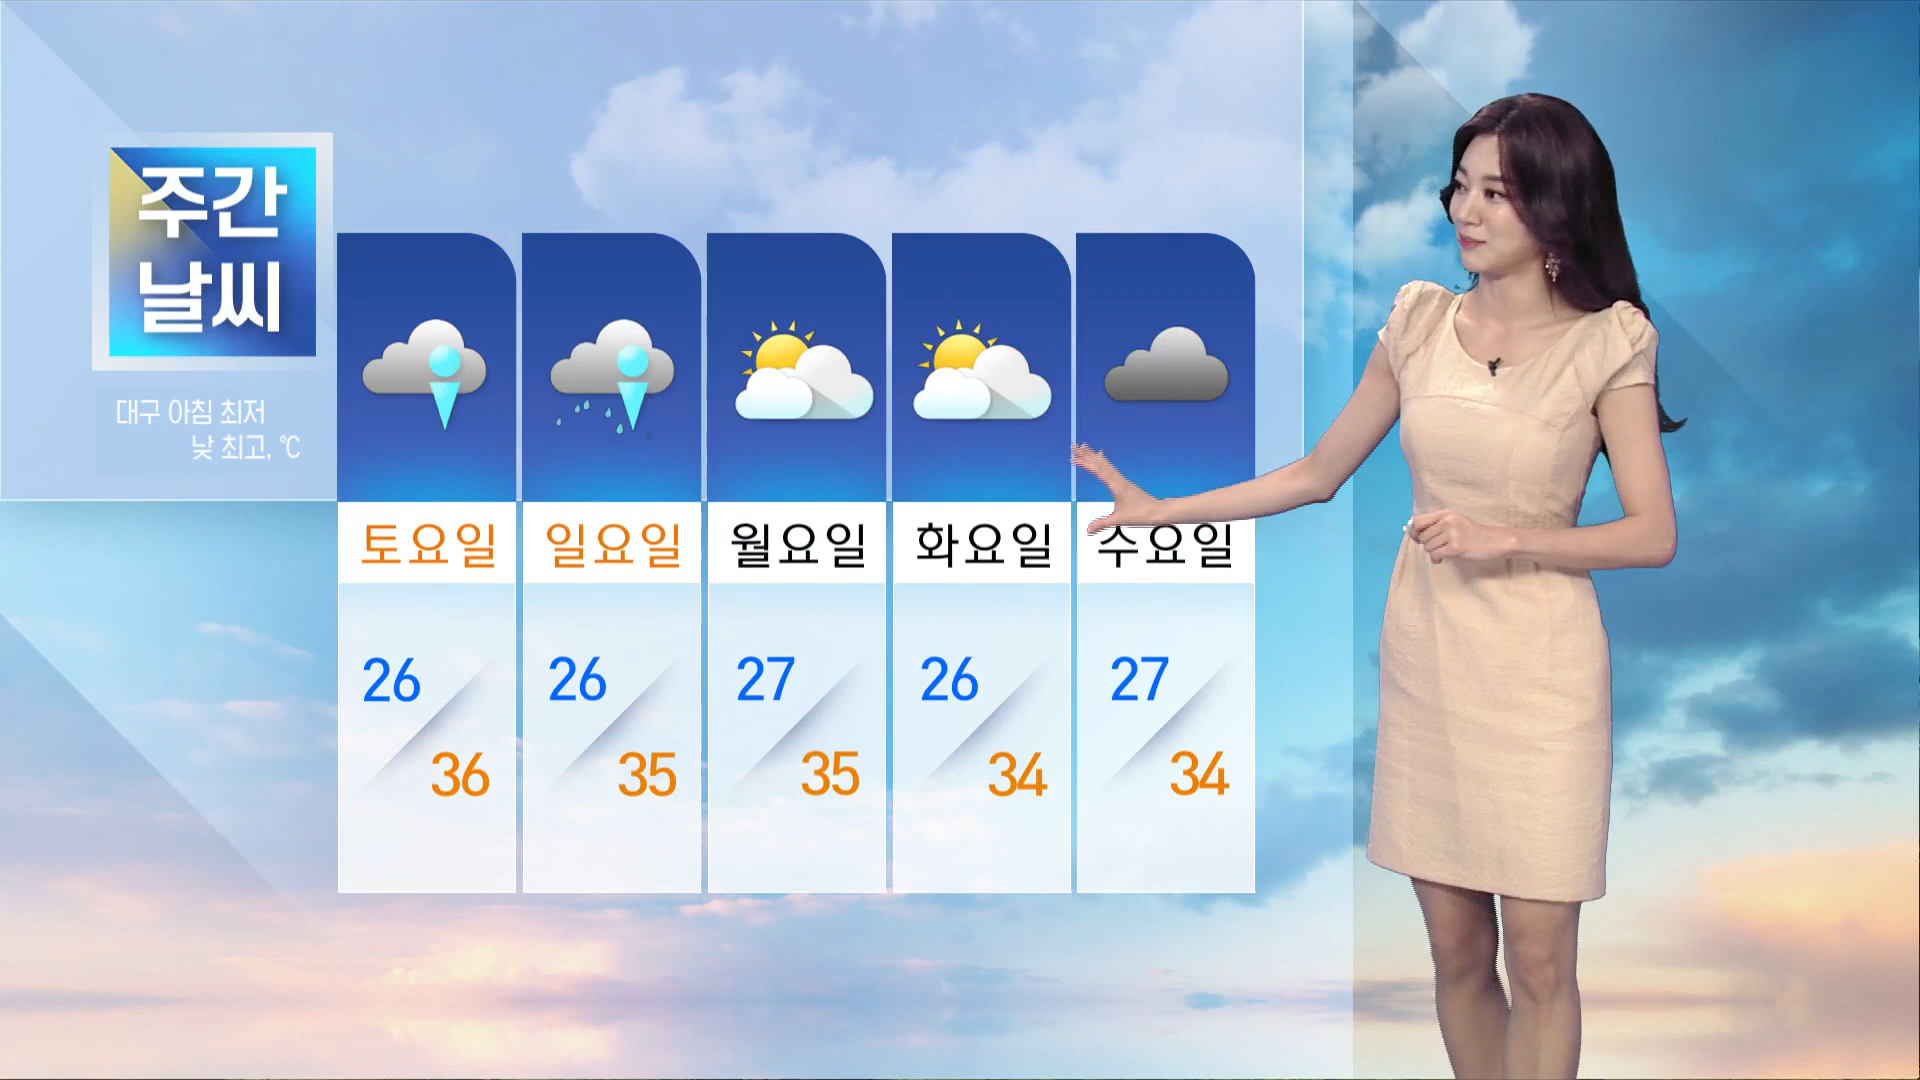 주간
날씨
대구 아침 최저
낮 최고, ℃
토요일 일요일 월요일 화요일 수요일
26 26 27 26 27
36 35 35 34 34